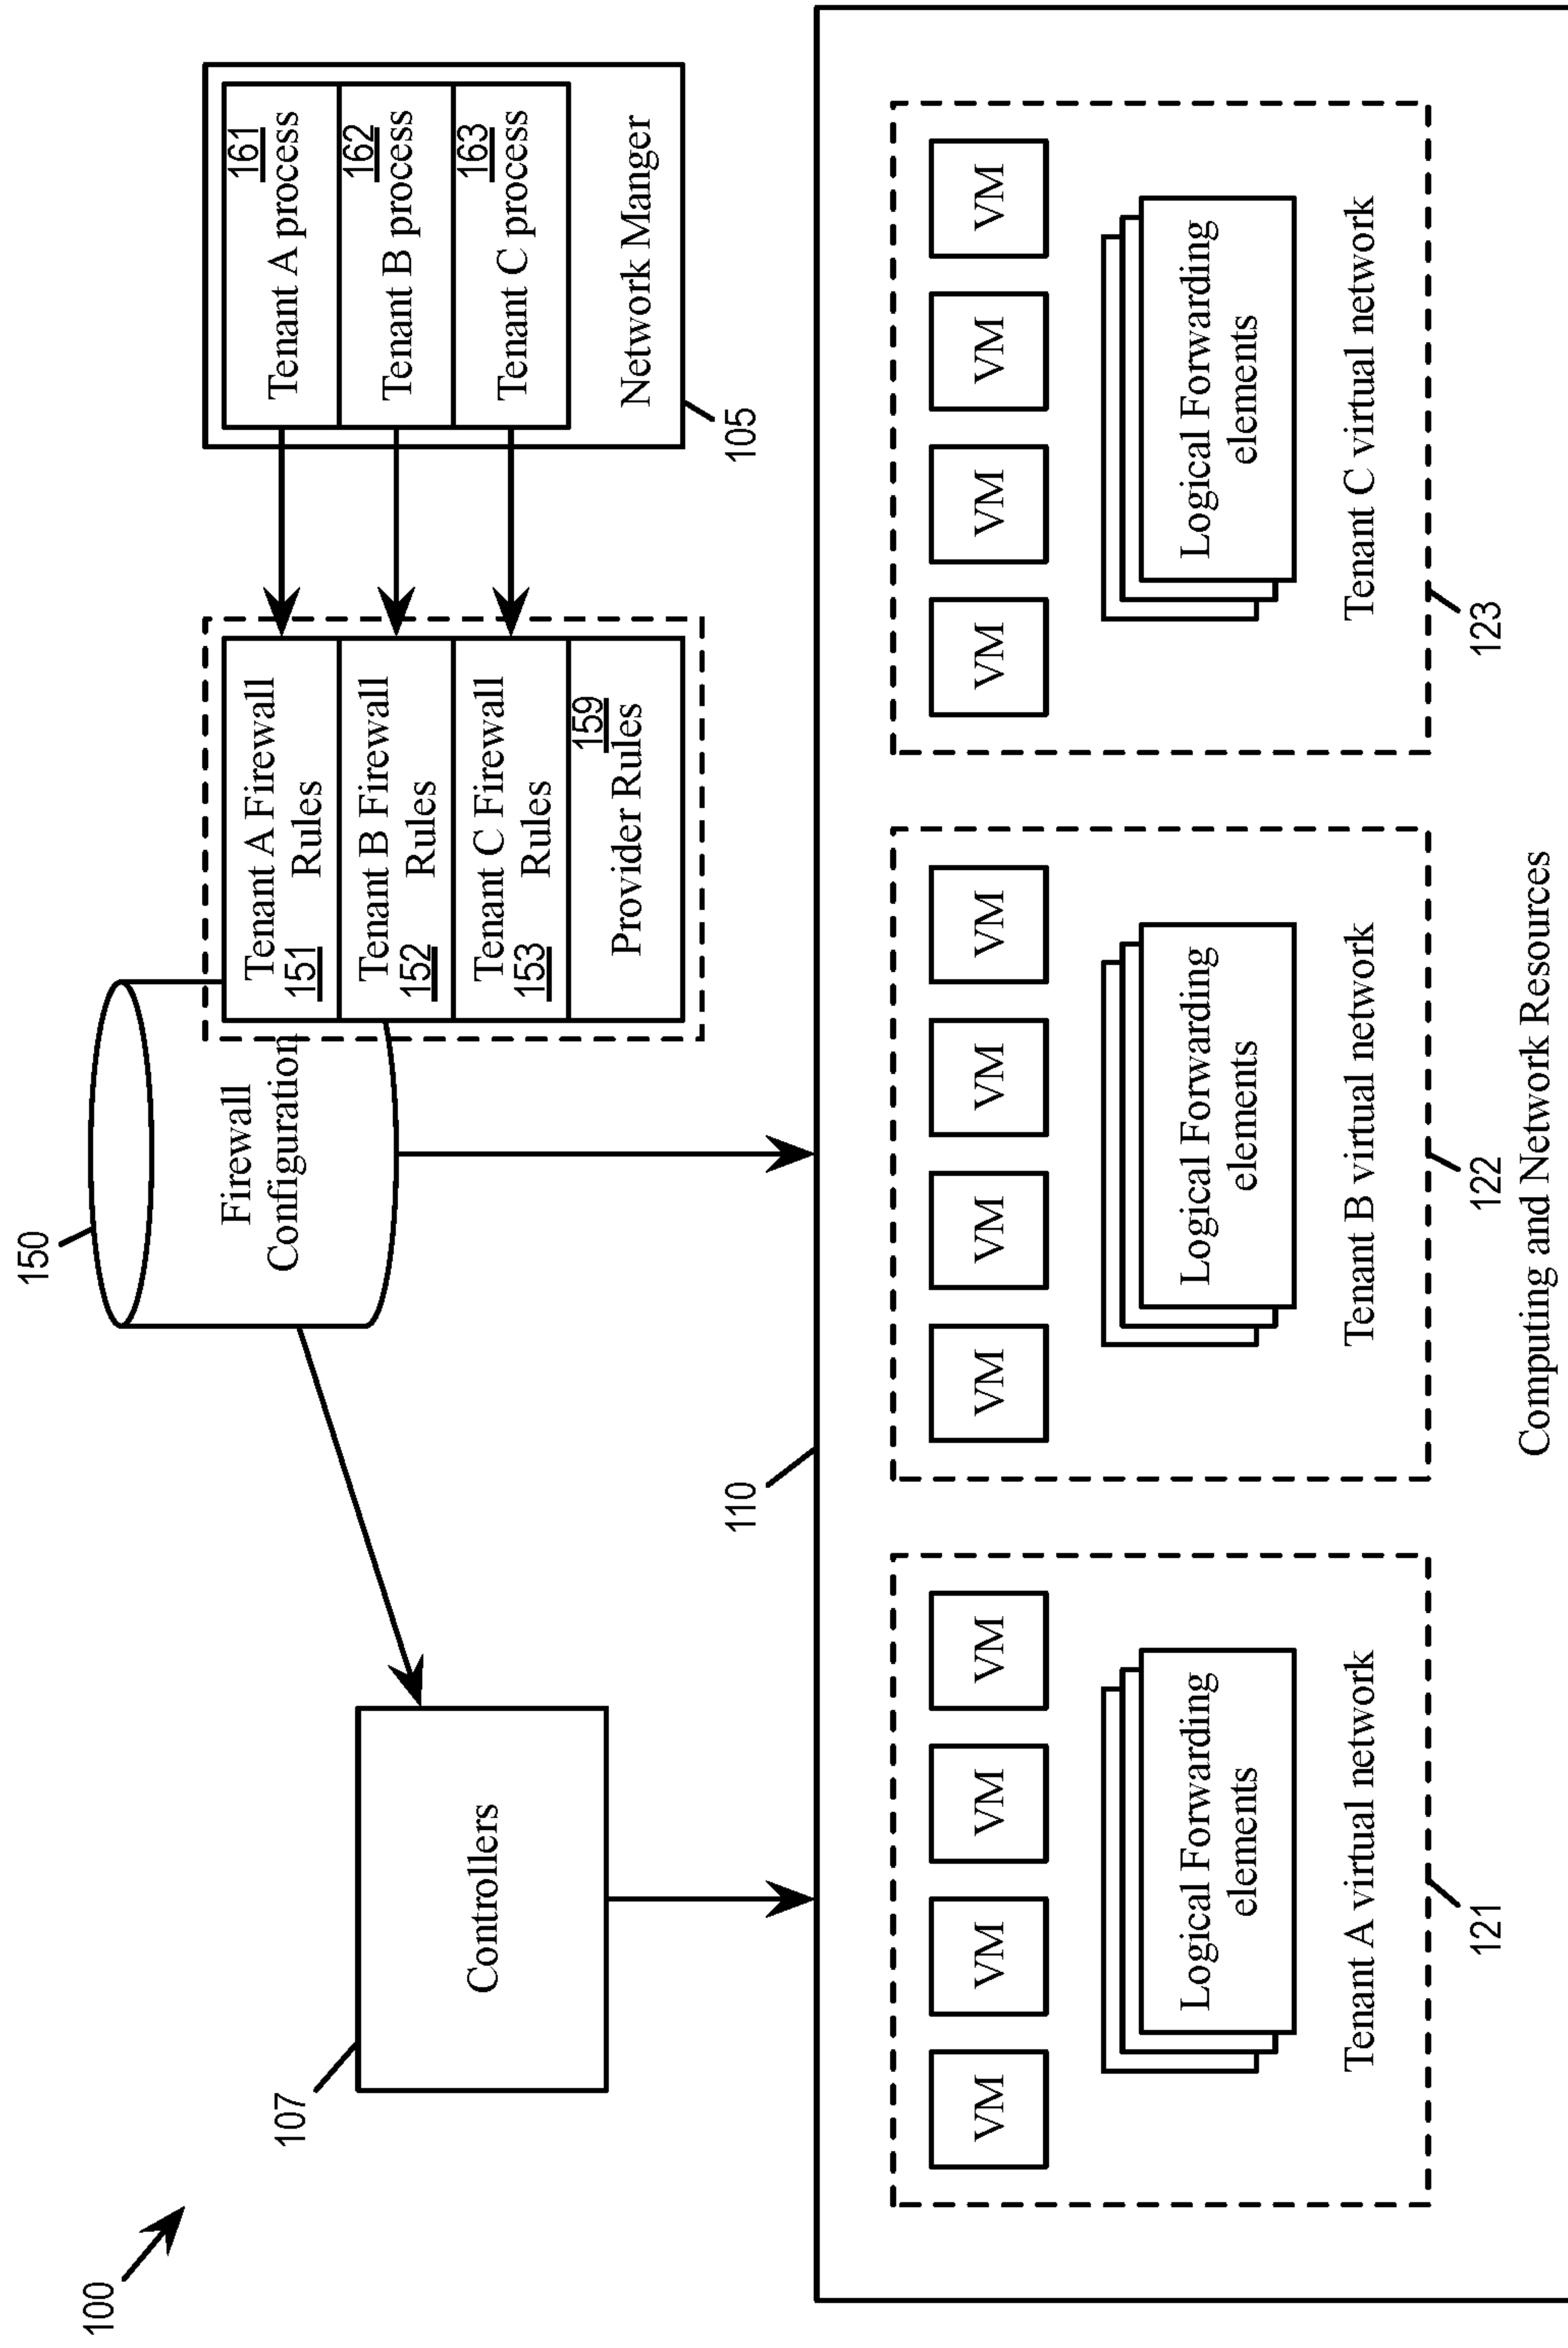 100
150
Firewall
Configuration
107
Controllers
Tenant A Firewall
151
Rules
Tenant B Firewall
152
Rules
Tenant C Firewall
153
Rules
159
Provider Rules
161
Tenant A process
162
Tenant B process
163
Tenant C process
Network Manger
105
110
VM
VM
VM
VM
Logical Forwarding
elements
Tenant A virtual network
121
VM
VM
VM
VM
Logical Forwarding
elements
Tenant B virtual network
122
VM
VM
VM
VM
Logical Forwarding
elements
Tenant C virtual network
123
Computing and Network Resources